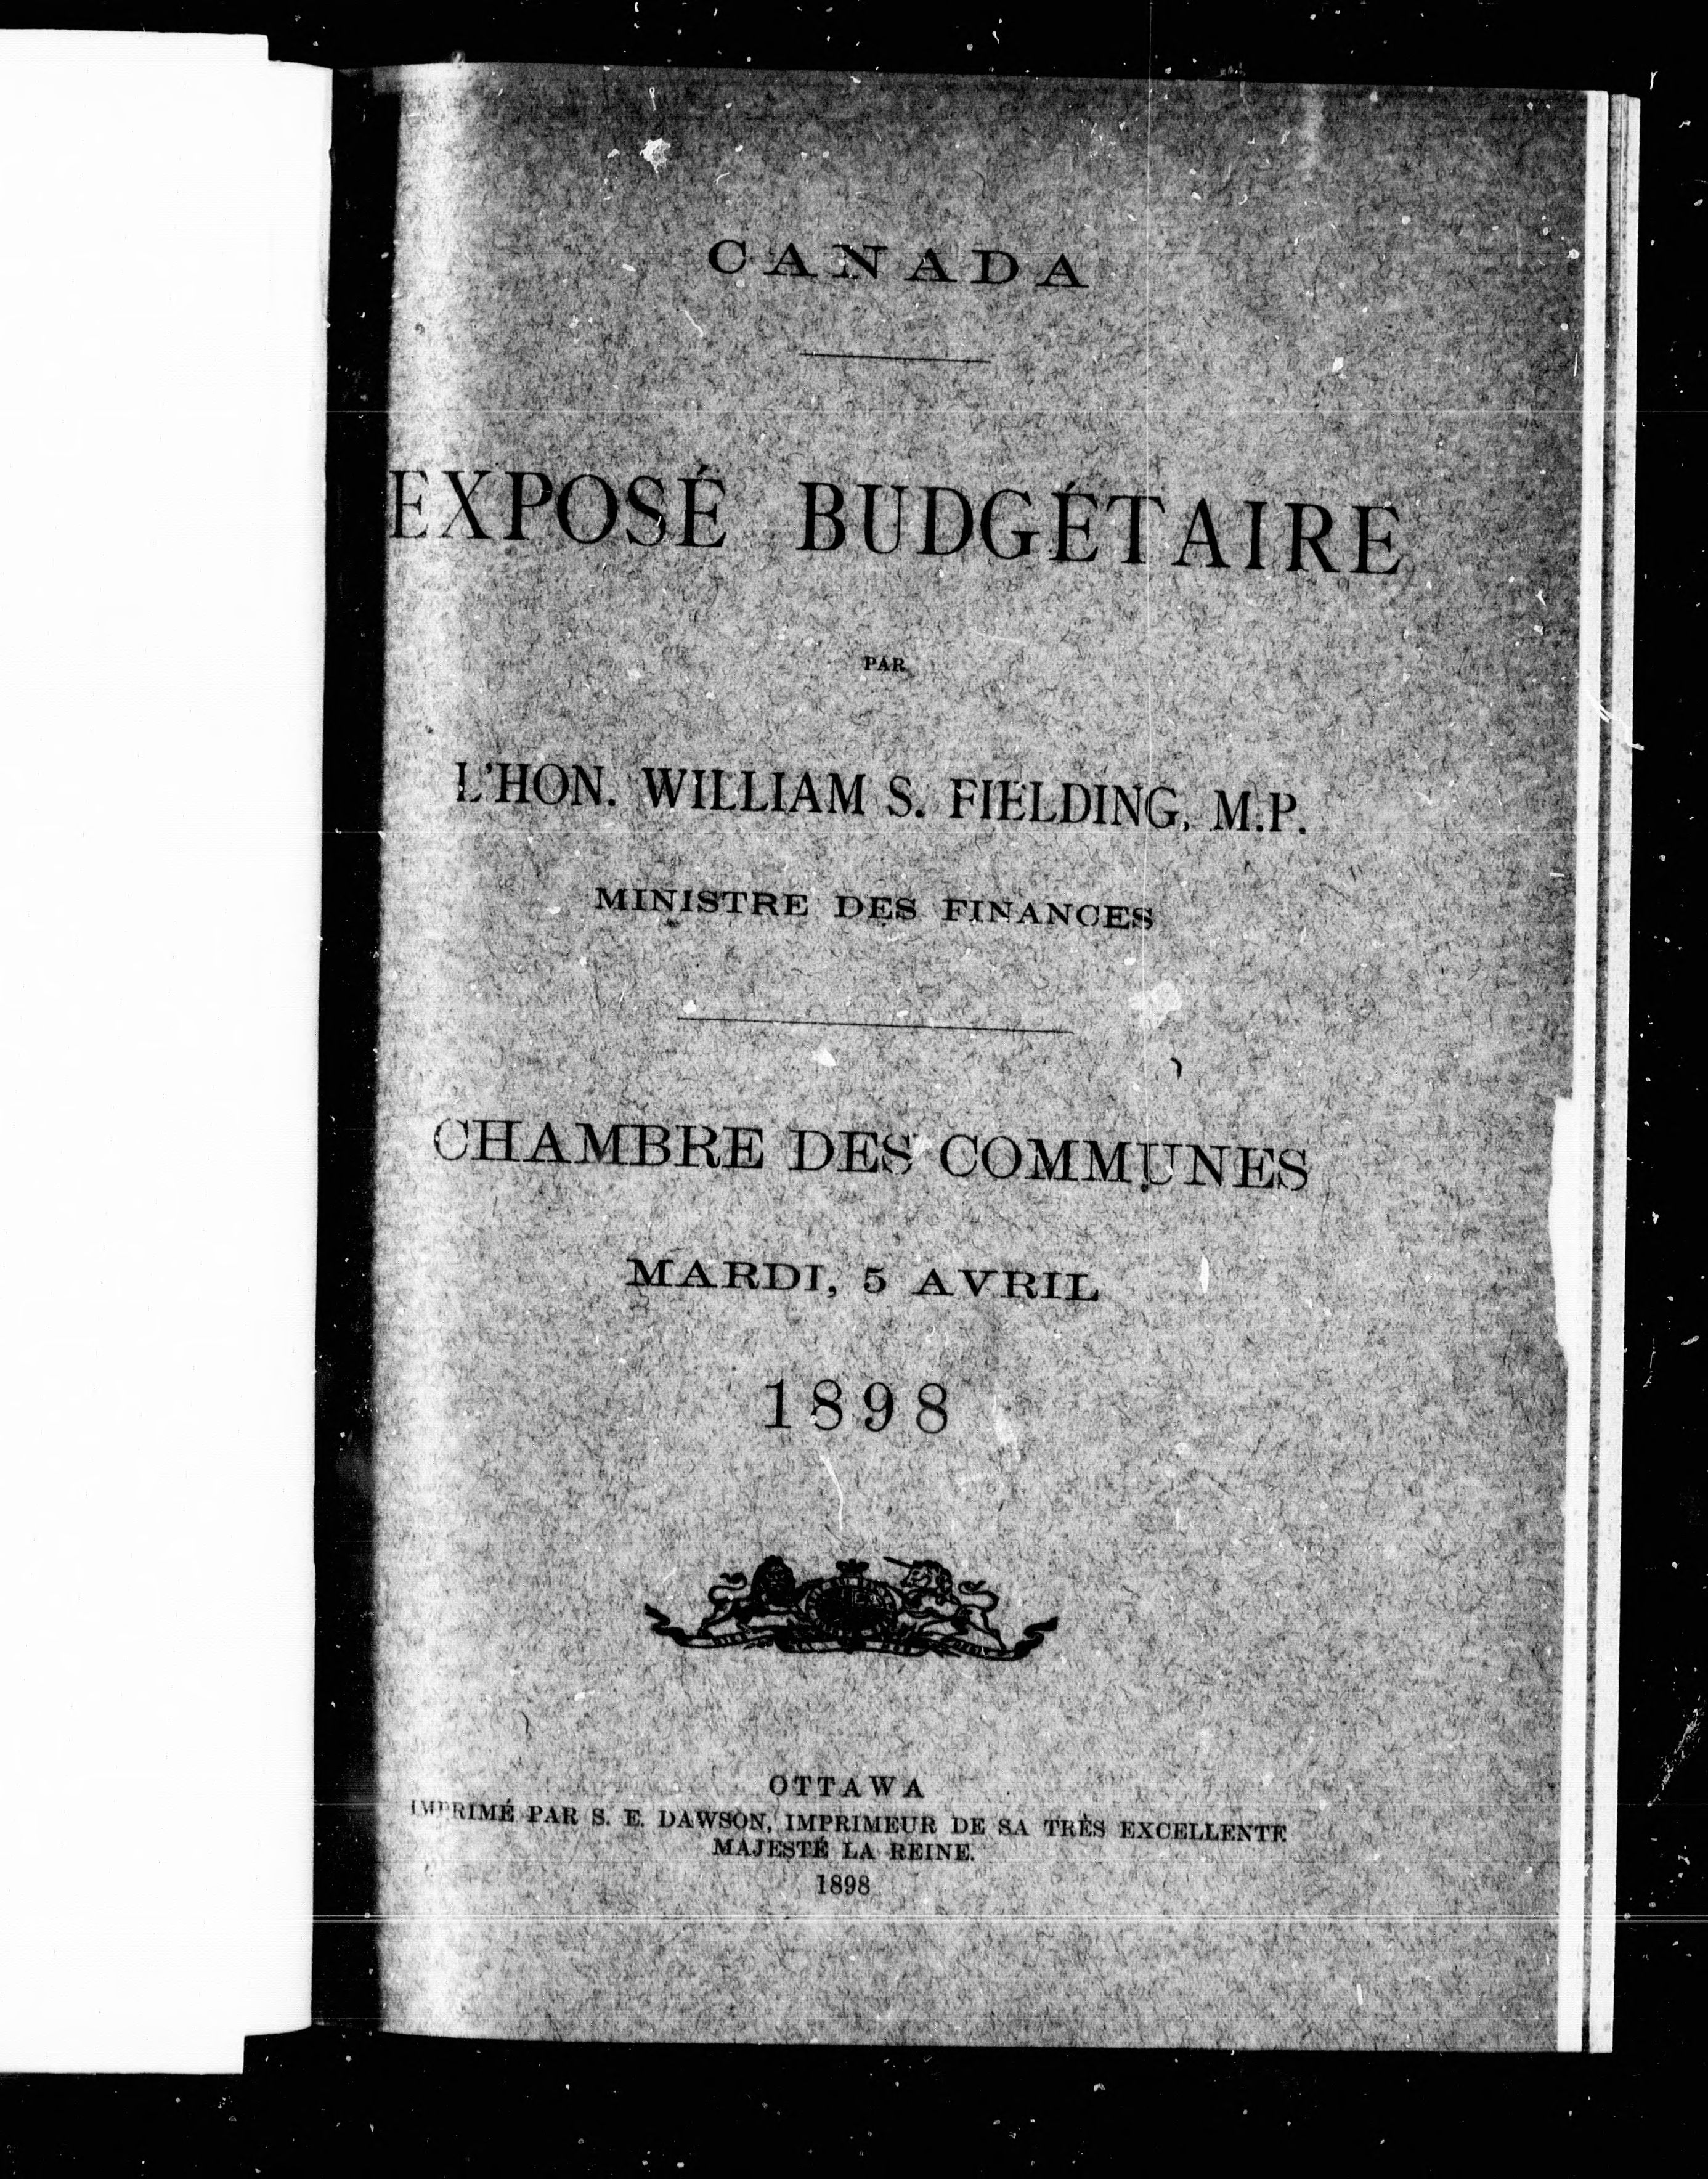 CANADA
EXPOSÉ BUDGÉTAIRE
PAR
L'HON. WILLIAM S. FIELDING, M.P.
MINISTRE DES FINANCES
CHAMBRE DES COMMUNES
MARDI, 5 AVRIL
1898
OTTAWA
IMPRIMÉ PAR S. E. DAWSON, IMPRIMEUR DE SA TRÈS EXCELLENTE
MAJESTÉ LA REINE.
1898